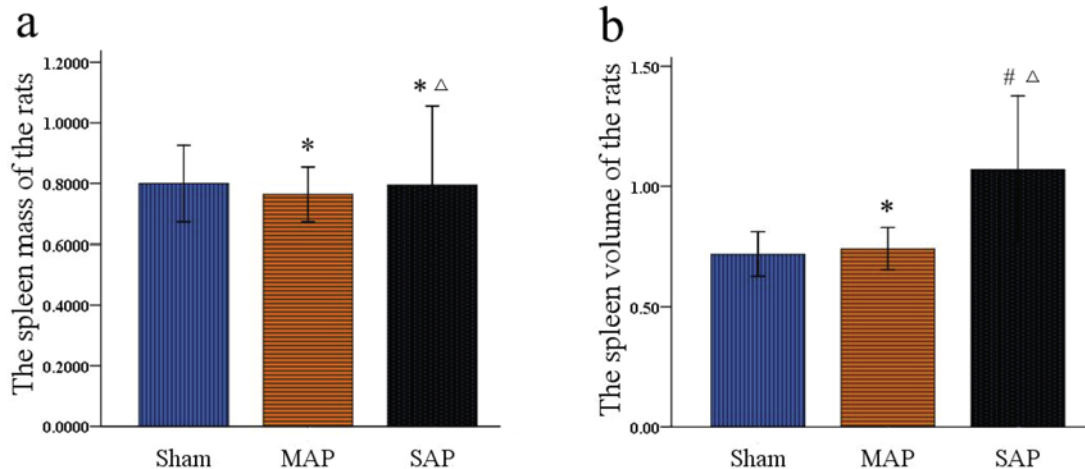 a
The spleen mass of the rats
1.2000
1.0000
0.8000
0.6000
0.4000
0.2000
0.0000
*
* △
Sham MAP SAP
b
The spleen volume of the rats
1.50
1.00
0.50
0.00
*
# △
Sham MAP SAP